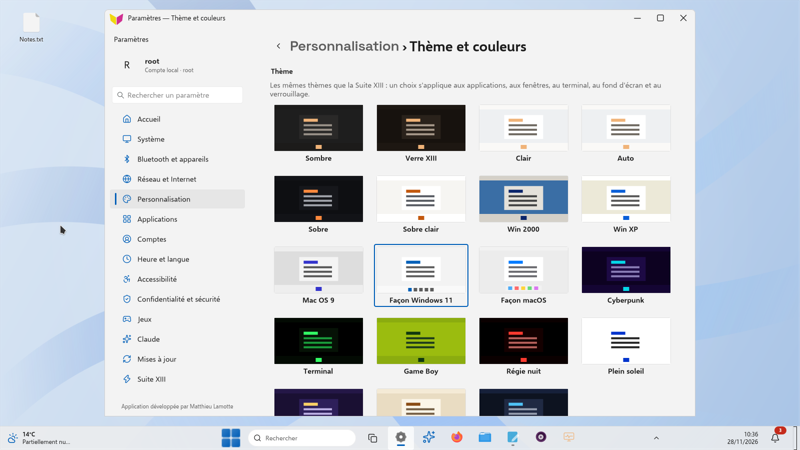 Notes.txt
Paramètres — Thème et couleurs
Paramètres
R
root
Compte local · root
Rechercher un paramètre
Accueil
Système
Bluetooth et appareils
Réseau et Internet
Personnalisation
Applications
Comptes
Heure et langue
Accessibilité
Confidentialité et sécurité
Jeux
Claude
Mises à jour
Suite XIII
Application développée par Matthieu Lamotte
Personnalisation › Thème et couleurs
Thème
Les mêmes thèmes que la Suite XIII : un choix s'applique aux applications, aux fenêtres, au terminal, au fond d'écran et au
verrouillage.
Sombre
Verre XIII
Clair
Auto
Sobre
Sobre clair
Win 2000
Win XP
Mac OS 9
Façon Windows 11
Façon macOS
Cyberpunk
Terminal
Game Boy
Régie nuit
Plein soleil
14°C
Partiellement nu...
Rechercher
10:36
28/11/2026
3